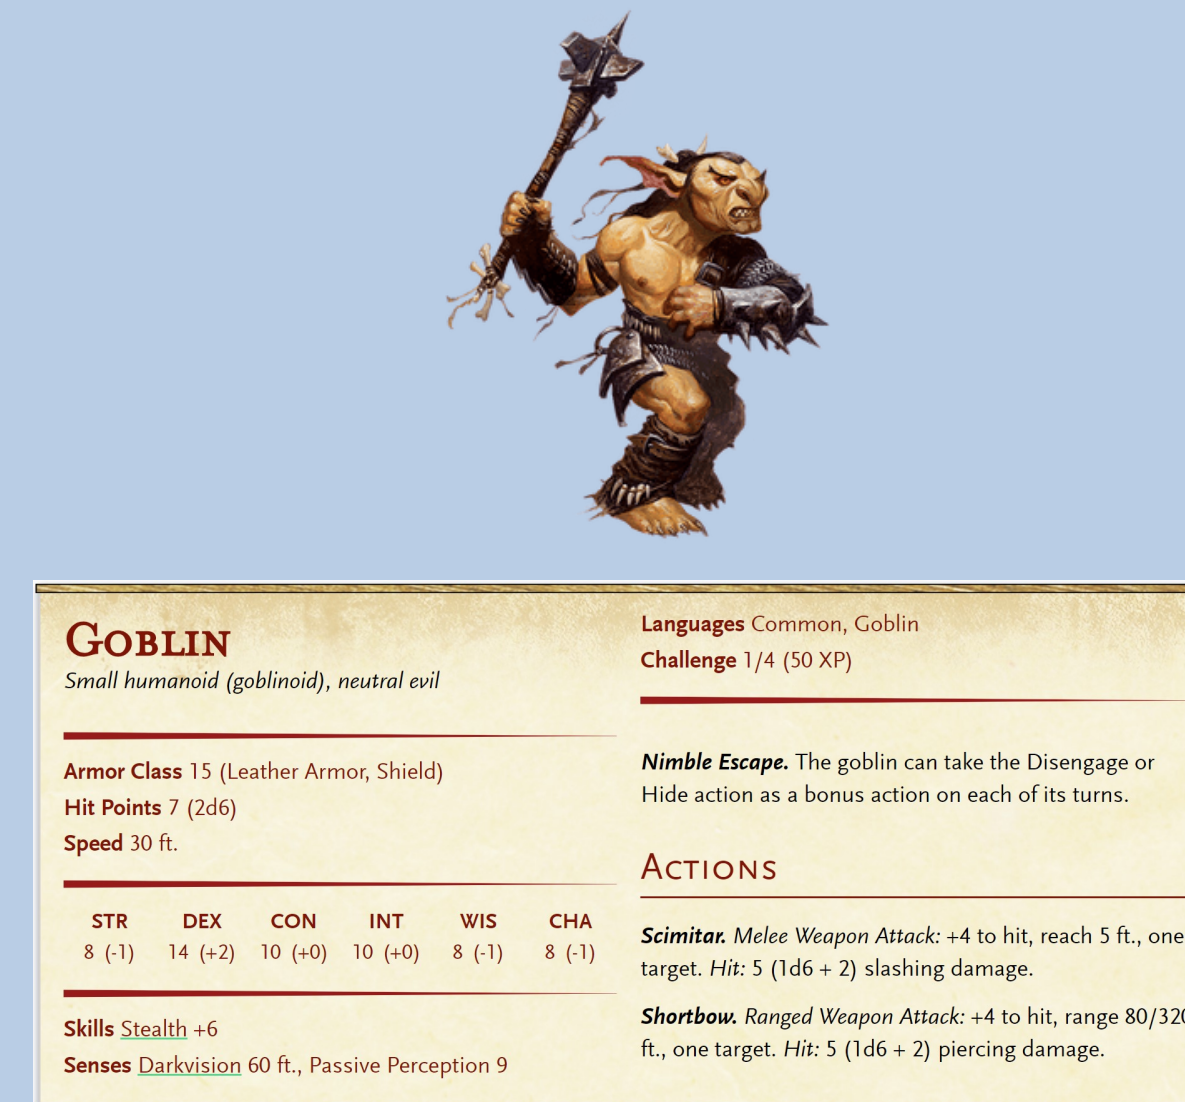 GOBLIN
Small humanoid (goblinoid), neutral evil
Armor Class 15 (Leather Armor, Shield)
Hit Points 7 (2d6)
Speed 30 ft.
STR DEX CON INT WIS CHA
8 (-1) 14 (+2) 10 (+0) 10 (+0) 8 (-1) 8 (-1)
Skills Stealth +6
Senses Darkvision 60 ft., Passive Perception 9
Languages Common, Goblin
Challenge 1/4 (50 XP)
Nimble Escape. The goblin can take the Disengage or
Hide action as a bonus action on each of its turns.
ACTIONS
Scimitar. Melee Weapon Attack: +4 to hit, reach 5 ft., one
target. Hit: 5 (1d6 + 2) slashing damage.
Shortbow. Ranged Weapon Attack: +4 to hit, range 80/320
ft., one target. Hit: 5 (1d6 + 2) piercing damage.